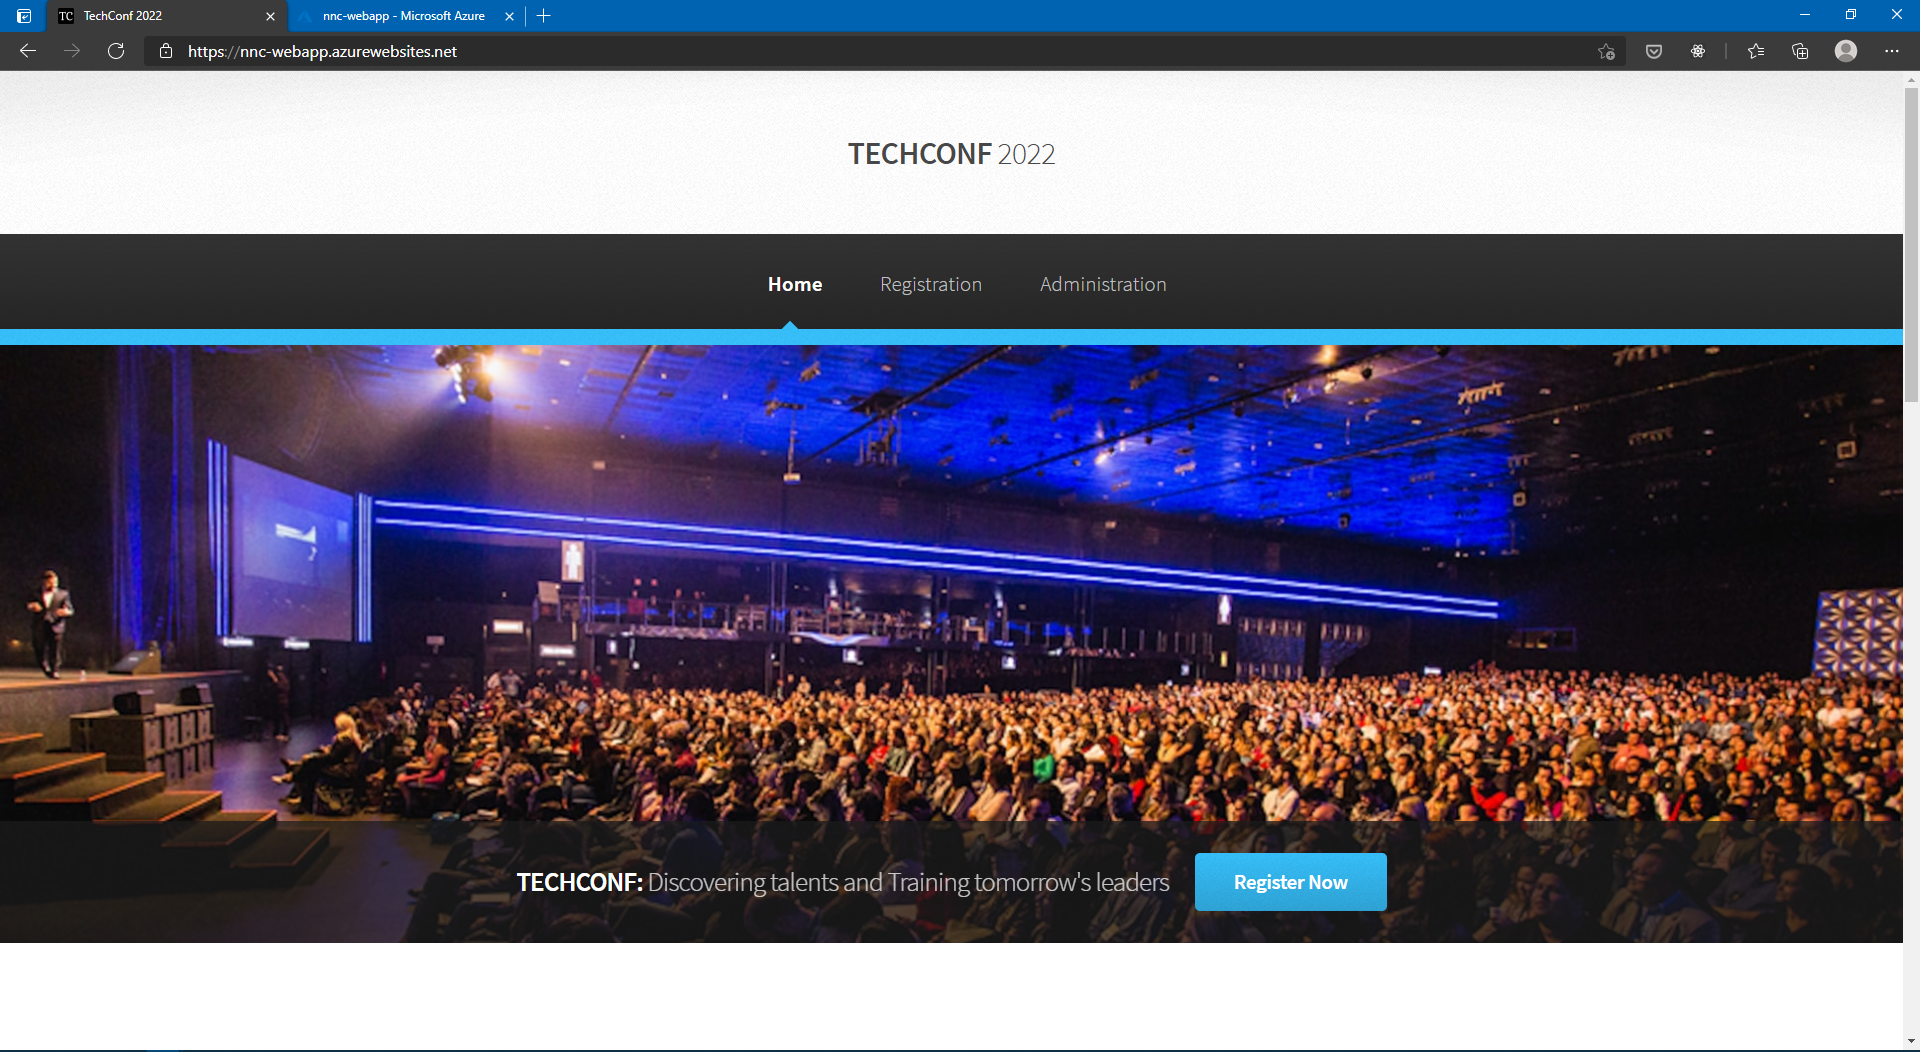 TC TechConf 2022
nnc-webapp - Microsoft Azure
https://nnc-webapp.azurewebsites.net
TECHCONF 2022
Home Registration Administration
TECHCONF: Discovering talents and Training tomorrow's leaders
Register Now